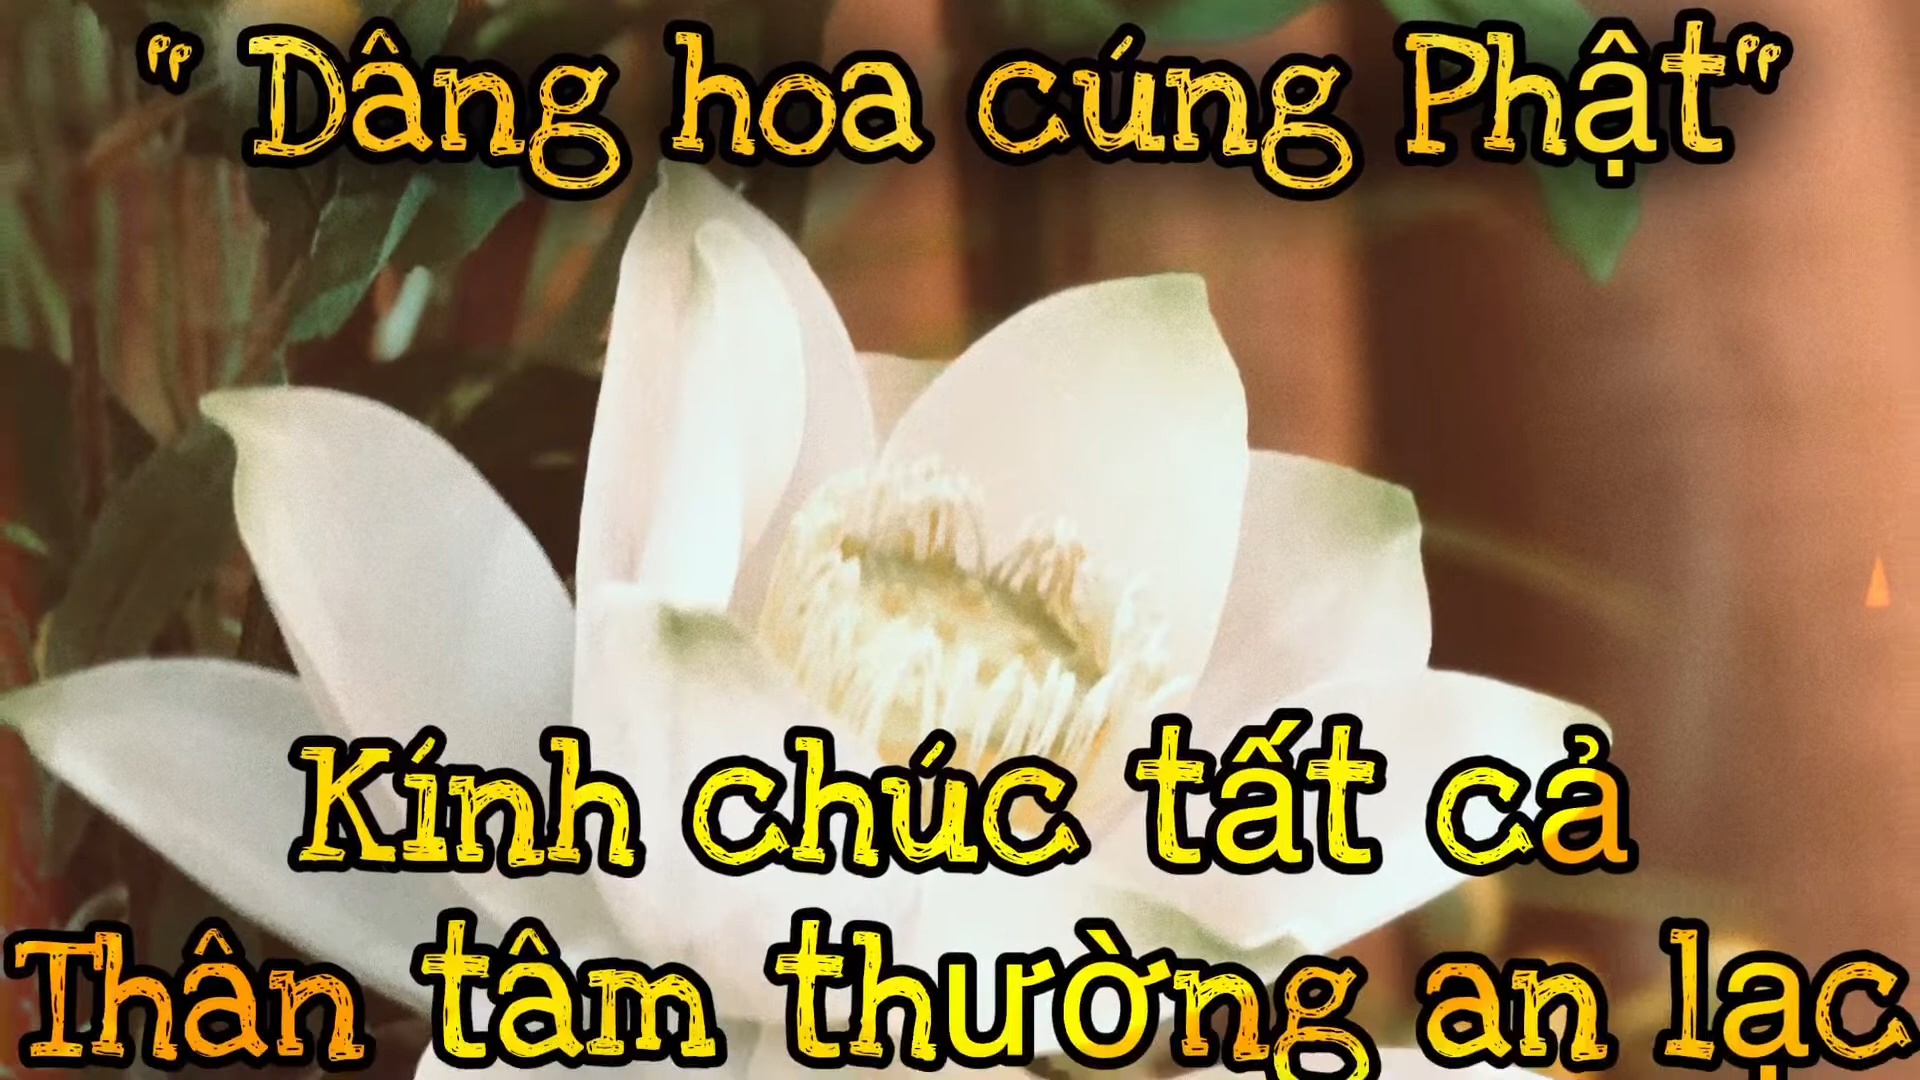 " Dâng hoa cúng Phật"
Kính chúc tất cả
Thân tâm thường an lạc